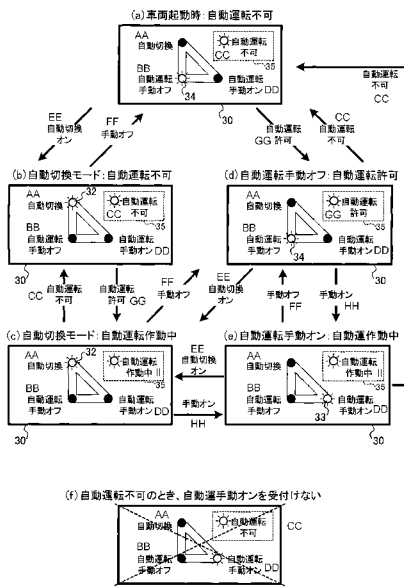 (a)車両起動時:自動運転不可
AA
自動切換
自動運転
不可
CC
35
BB
自動運転
手動オフ
34
自動運転
手動オンDD
30
自動運転
不可
CC
EE
自動切換
オン
FF
手動オフ
自動運転
GG 許可
CC
自動運転
不可
(b)自動切換モード:自動運転不可
AA
自動切換
32
自動運転
不可
CC
35
BB
自動運転
手動オフ
自動運転
手動オンDD
30
(d)自動運転手動オフ:自動運転許可
AA
自動切換
自動運転
許可
GG
35
BB
自動運転
手動オフ
34
自動運転
手動オンDD
30
CC
自動運転
不可
自動運転
許可 GG
FF
手動オフ
EE
自動切換
オン
手動オフ
FF
手動オン
HH
(c)自動切換モード:自動運転作動中
AA
自動切換
32
自動運転
作動中 II
35
BB
自動運転
手動オフ
自動運転
手動オンDD
30
EE
自動切換
オン
手動オン
HH
(e)自動運転手動オン:自動運作動中
AA
自動切換
自動運転
作動中 II
35
BB
自動運転
手動オフ
33
自動運転
手動オンDD
30
(f)自動運転不可のとき、自動運手動オンを受付けない
AA
自動切換
自動運転
不可
CC
BB
自動運転
手動オフ
自動運転
手動オンDD